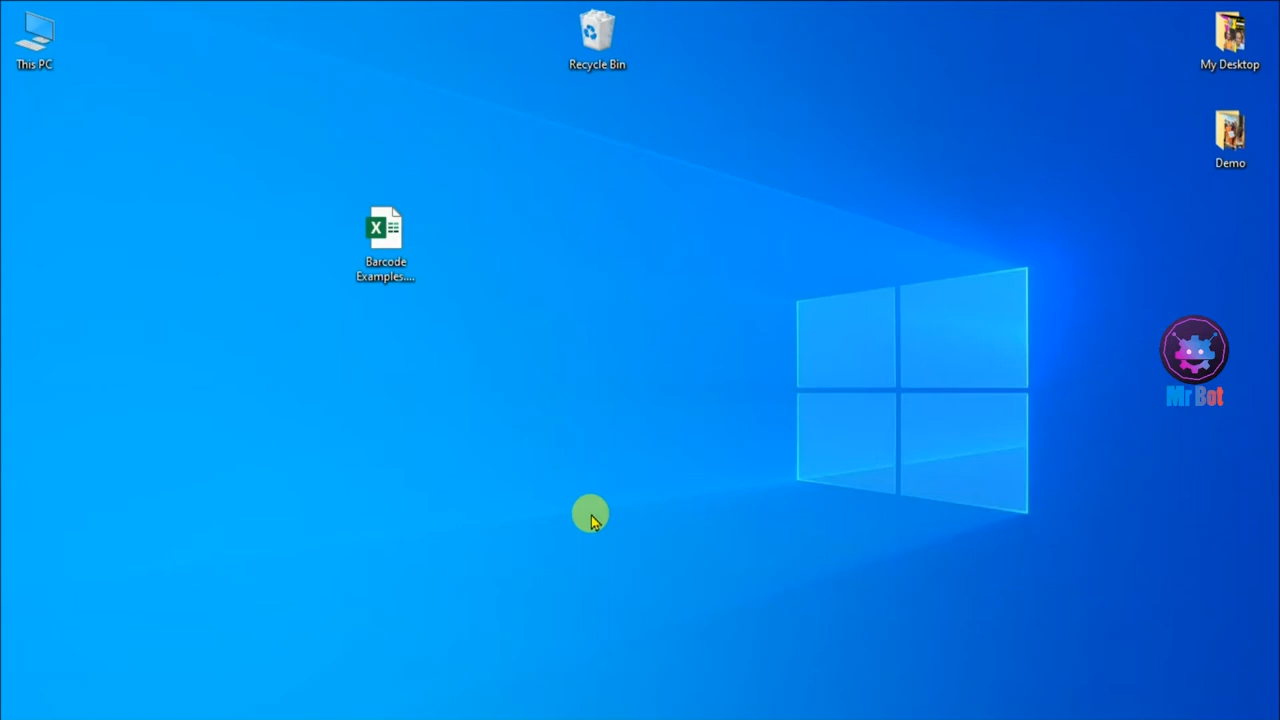 This PC
Recycle Bin
My Desktop
Demo
Barcode
Examples....
Mr Bot